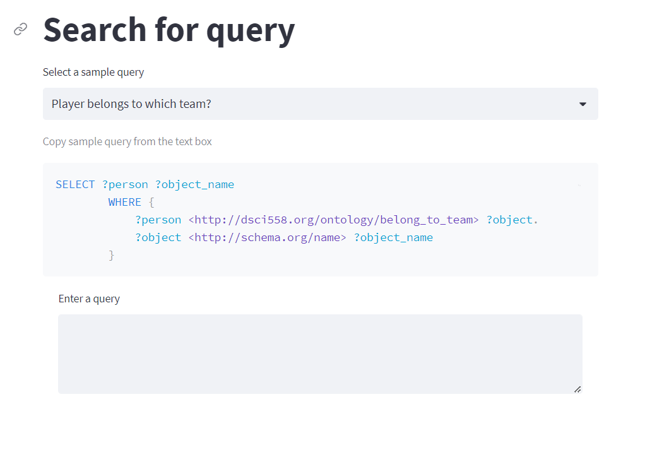 Search for query
Select a sample query
Player belongs to which team?
Copy sample query from the text box
SELECT ?person ?object_name
WHERE {
?person <http://dsci558.org/ontology/belong_to_team> ?object.
?object <http://schema.org/name> ?object_name
}
Enter a query